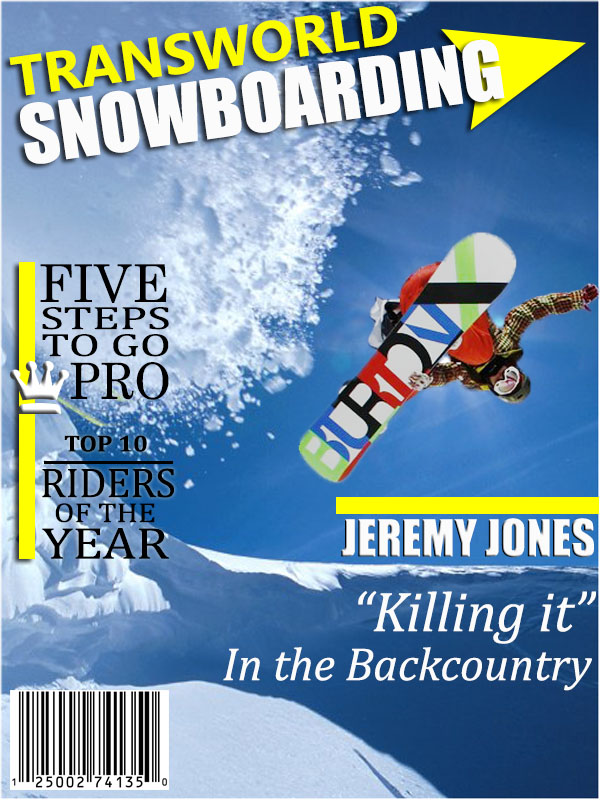 TRANSWORLD
SNOWBOARDING
FIVE
STEPS
TO GO
PRO
TOP 10
RIDERS
OF THE
YEAR
BURTON
JEREMY JONES
“Killing it”
In the Backcountry
1 25002 74135 0